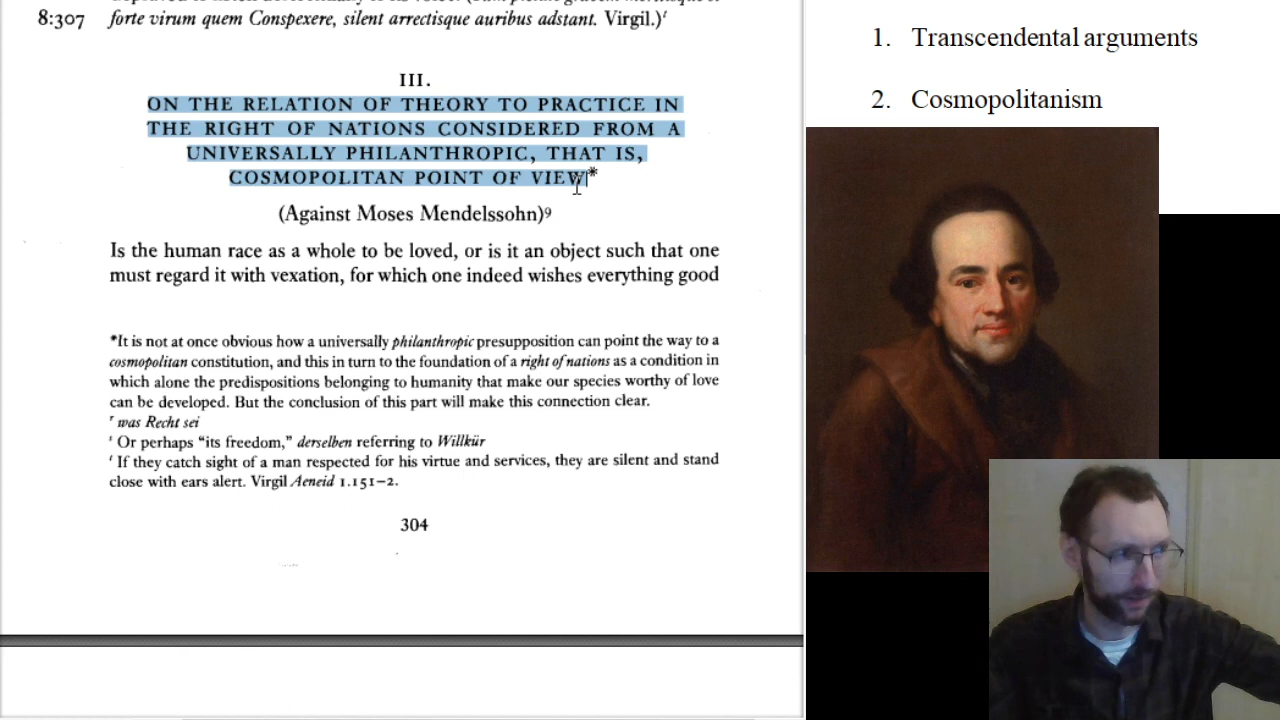 8:307 forte virum quem Conspexere, silent arrectisque auribus adstant. Virgil.)ᵗ
III.
ON THE RELATION OF THEORY TO PRACTICE IN
THE RIGHT OF NATIONS CONSIDERED FROM A
UNIVERSALLY PHILANTHROPIC, THAT IS,
COSMOPOLITAN POINT OF VIEW*
(Against Moses Mendelssohn)⁹
Is the human race as a whole to be loved, or is it an object such that one
must regard it with vexation, for which one indeed wishes everything good
*It is not at once obvious how a universally philanthropic presupposition can point the way to a
cosmopolitan constitution, and this in turn to the foundation of a right of nations as a condition in
which alone the predispositions belonging to humanity that make our species worthy of love
can be developed. But the conclusion of this part will make this connection clear.
ʳ was Recht sei
ˢ Or perhaps “its freedom,” derselben referring to Willkür
ᵗ If they catch sight of a man respected for his virtue and services, they are silent and stand
close with ears alert. Virgil Aeneid 1.151–2.
304
1. Transcendental arguments
2. Cosmopolitanism